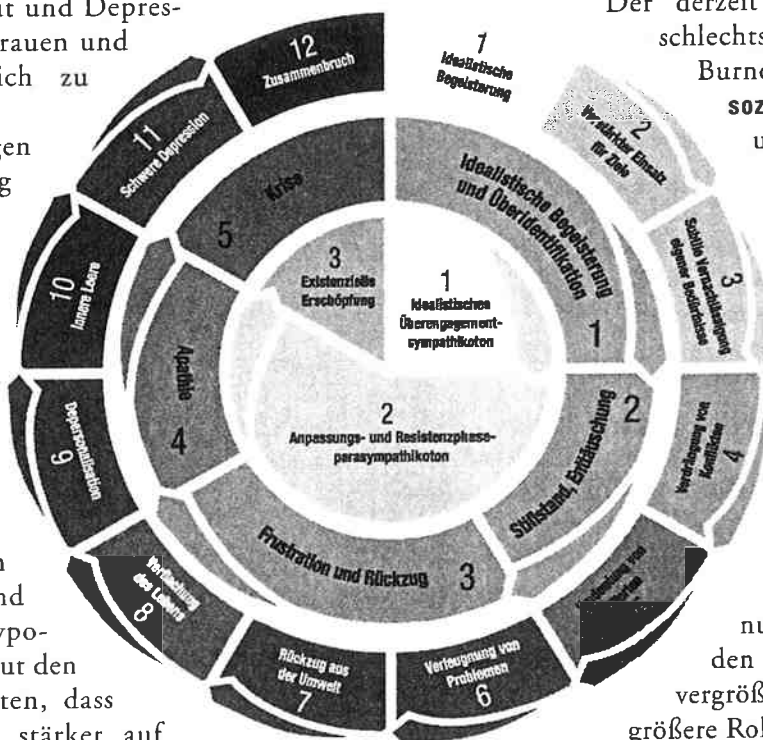 ut und Depres-
rauen und
ich zu
gen
g
Der derzeit
schlechts
Burno
soz
u
1
Idealistische
Begeisterung
2
Verstärkter Einsatz
für Ziele
3
Subtile Vernachlässigung
eigener Bedürfnisse
4
Verdrängung von
Konflikten
von
6
Verleugnung von
Problemen
7
Rückzug aus
der Umwelt
8
Verflachung
des Lebens
9
Depersonalisation
10
Innere Leere
11
Schwere Depression
12
Zusammenbruch
Idealistische Begeisterung
und Überidentifikation
1
2
Stillstand, Enttäuschung
Frustration und Rückzug 3
Apathie
4
5 Krise
1
Idealistisches
Überengagement-
sympathikoton
2
Anpassungs- und Resistenzphase-
parasympathikoton
3
Existenzielle
Erschöpfung
n
nd
ypo-
ut den
ten, dass
stärker auf
nu
den
vergröß
größere Rol